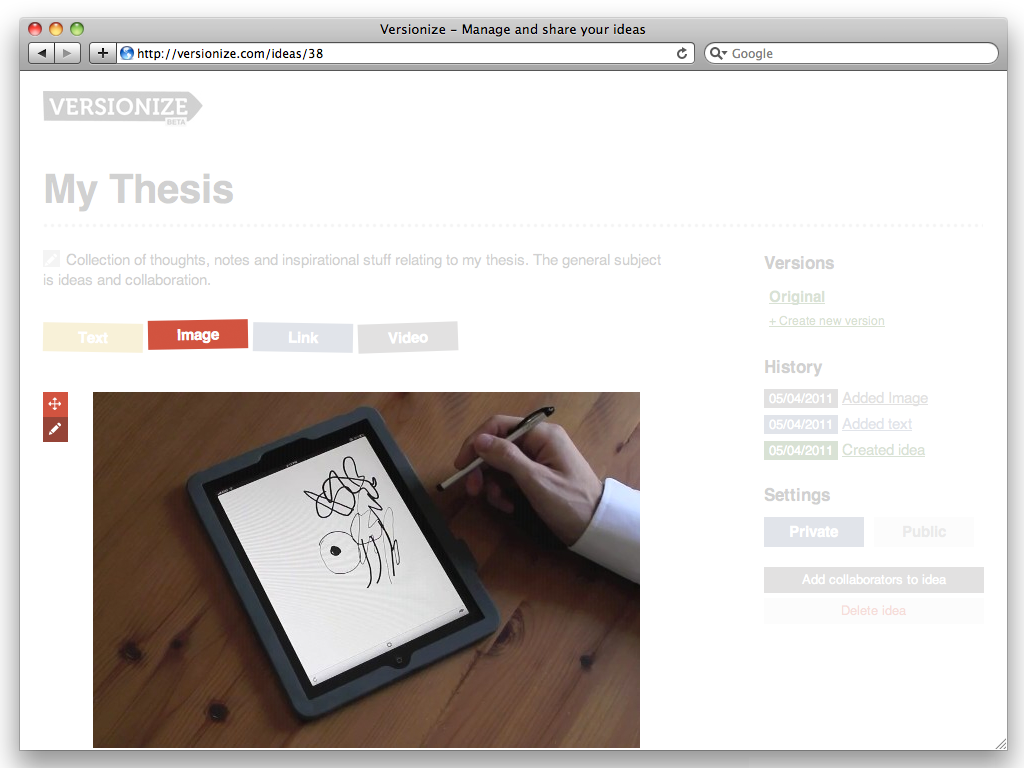 Versionize – Manage and share your ideas
http://versionize.com/ideas/38
Google
VERSIONIZE
BETA
My Thesis
Collection of thoughts, notes and inspirational stuff relating to my thesis. The general subject
is ideas and collaboration.
Text
Image
Link
Video
Versions
Original
+ Create new version
History
05/04/2011 Added Image
05/04/2011 Added text
05/04/2011 Created idea
Settings
Private
Public
Add collaborators to idea
Delete idea